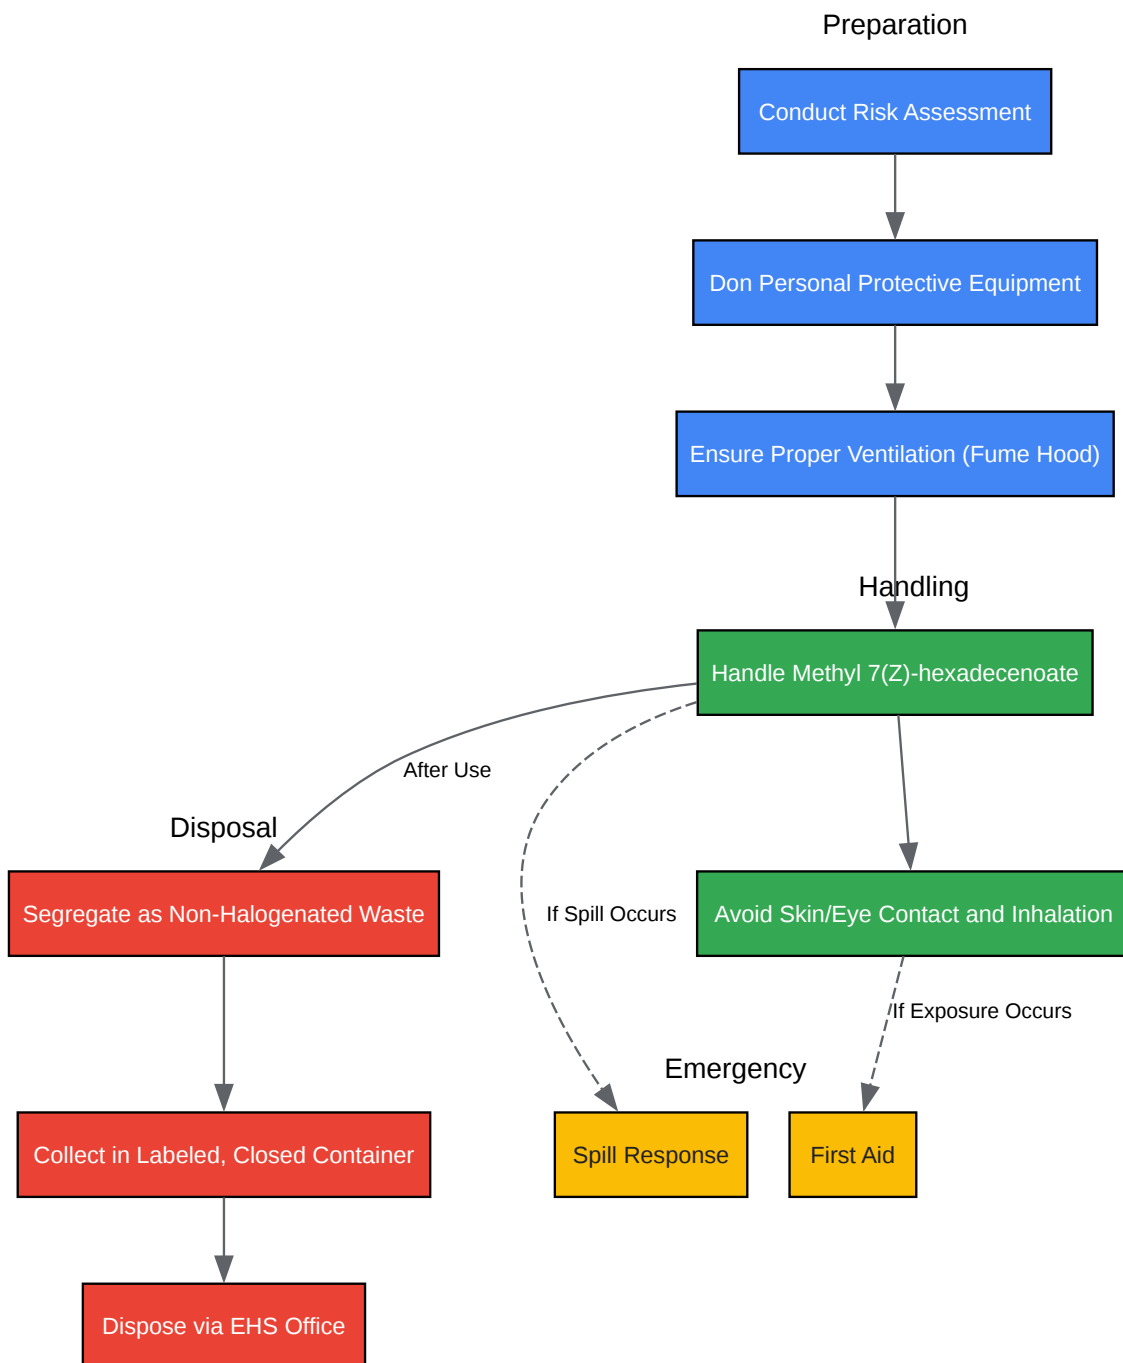 Preparation
Conduct Risk Assessment
Don Personal Protective Equipment
Ensure Proper Ventilation (Fume Hood)
Handling
Handle Methyl 7(Z)-hexadecenoate
After Use
Disposal
Segregate as Non-Halogenated Waste
If Spill Occurs
Avoid Skin/Eye Contact and Inhalation
If Exposure Occurs
Emergency
Collect in Labeled, Closed Container
Spill Response
First Aid
Dispose via EHS Office